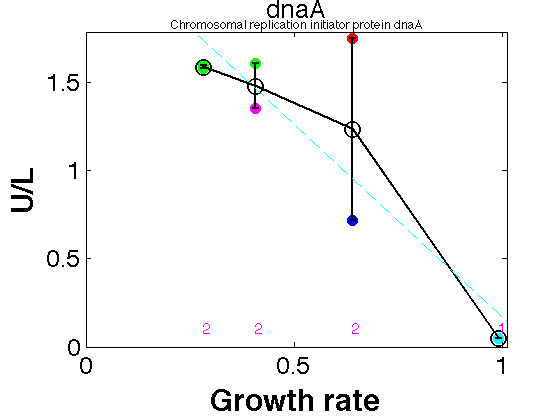 dnaA
Chromosomal replication initiator protein dnaA
U/L
1.5
1
0.5
0
2 2 2 1
0 0.5 1
Growth rate